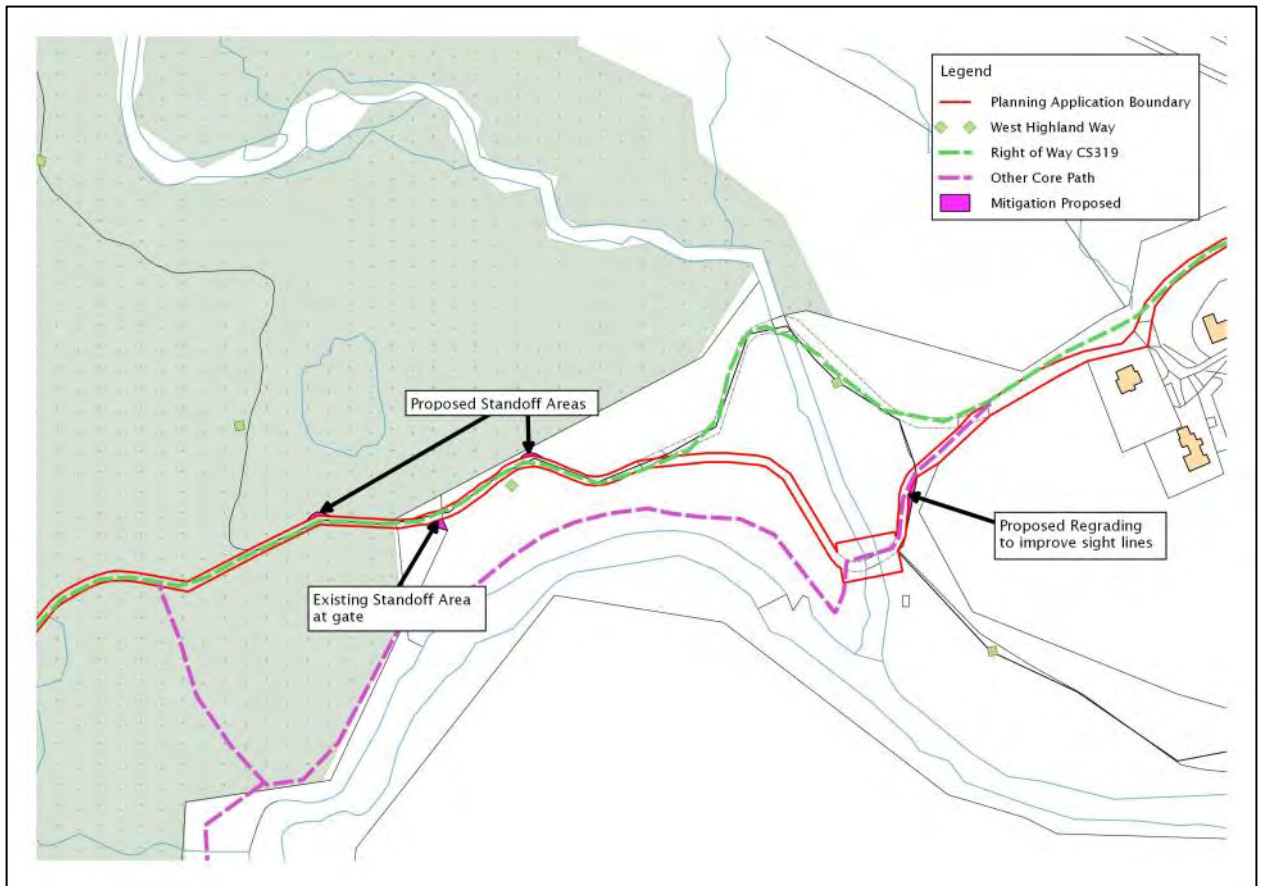 Legend
Planning Application Boundary
West Highland Way
Right of Way CS319
Other Core Path
Mitigation Proposed
Proposed Standoff Areas
Existing Standoff Area
at gate
Proposed Regrading
to improve sight lines